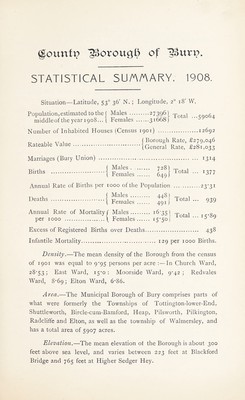 County Borough of Bury.
STATISTICAL SUMMARY. 1908.
Situation—Latitude, 53° 36′ N.; Longitude, 2° 18′ W.
Population, estimated to the { Males ........27396 } Total ...59064
middle of the year 1908... { Females .....31668 }
Number of Inhabited Houses (Census 1901) ............12692
Rateable Value .............................. { Borough Rate, £279,046
{ General Rate, £281,035
Marriages (Bury Union) .................................... 1314
Births ........................ { Males ......... 728 } Total ... 1377
{ Females ...... 649 }
Annual Rate of Births per 1000 of the Population ............23·31
Deaths ........................ { Males ......... 448 } Total ... 939
{ Females ...... 491 }
Annual Rate of Mortality { Males ......... 16·35 } Total ...15·89
per 1000 ............ { Females ......15·50 }
Excess of Registered Births over Deaths.................. 438
Infantile Mortality..............................129 per 1000 Births.
Density.—The mean density of the Borough from the census
of 1901 was equal to 9·95 persons per acre :— In Church Ward,
28·53; East Ward, 15·0; Moorside Ward, 9·42; Redvales
Ward, 8·69; Elton Ward, 6·86.
Area.—The Municipal Borough of Bury comprises parts of
what were formerly the Townships of Tottington-lower-End,
Shuttleworth, Bircle-cum-Bamford, Heap, Pilsworth, Pilkington,
Radcliffe and Elton, as well as the township of Walmersley, and
has a total area of 5907 acres.
Elevation.—The mean elevation of the Borough is about 300
feet above sea level, and varies between 223 feet at Blackford
Bridge and 765 feet at Higher Sedger Hey.